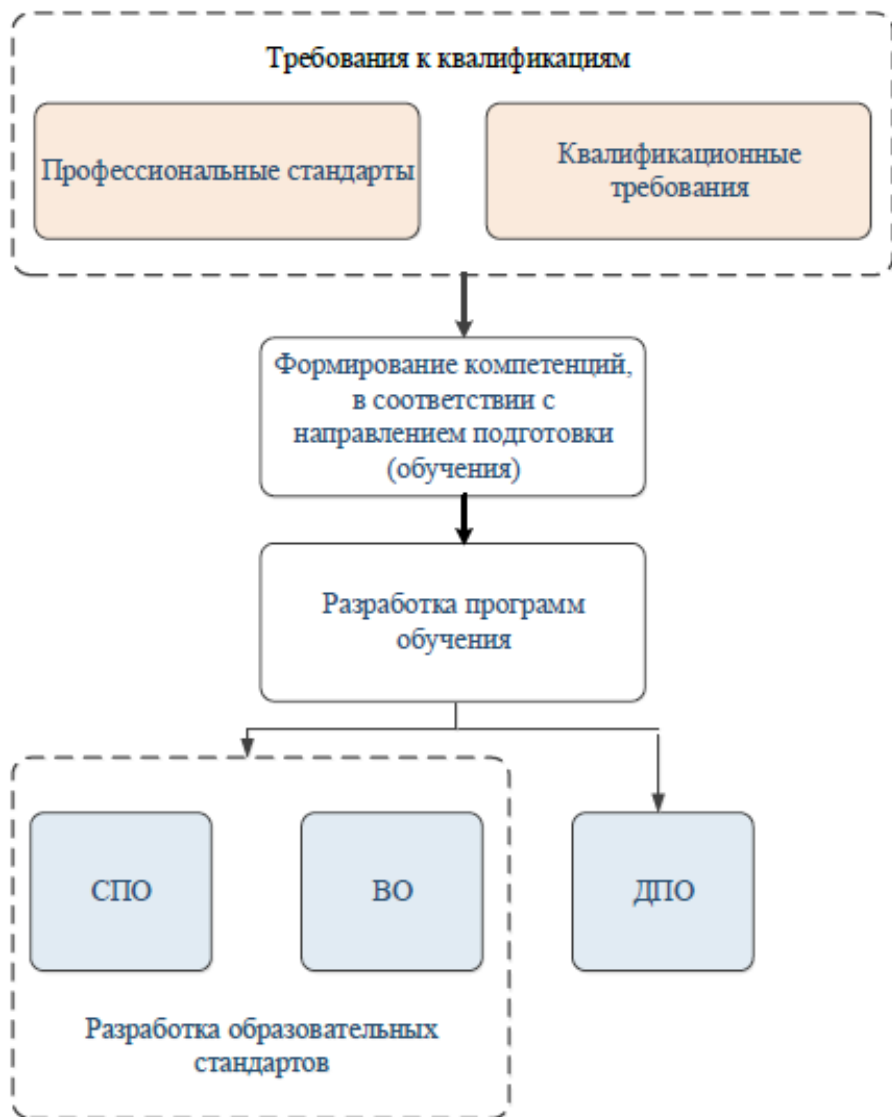 Требования к квалификациям
Профессиональные стандарты
Квалификационные
требования
Формирование компетенций,
в соответствии с
направлением подготовки
(обучения)
Разработка программ
обучения
СПО
ВО
ДПО
Разработка образовательных
стандартов